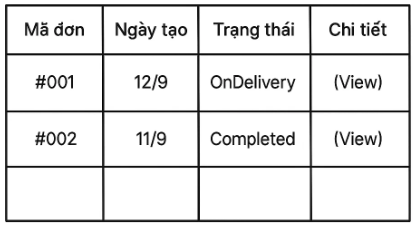 Mã đơn Ngày tạo Trạng thái Chi tiết
#001 12/9 OnDelivery (View)
#002 11/9 Completed (View)